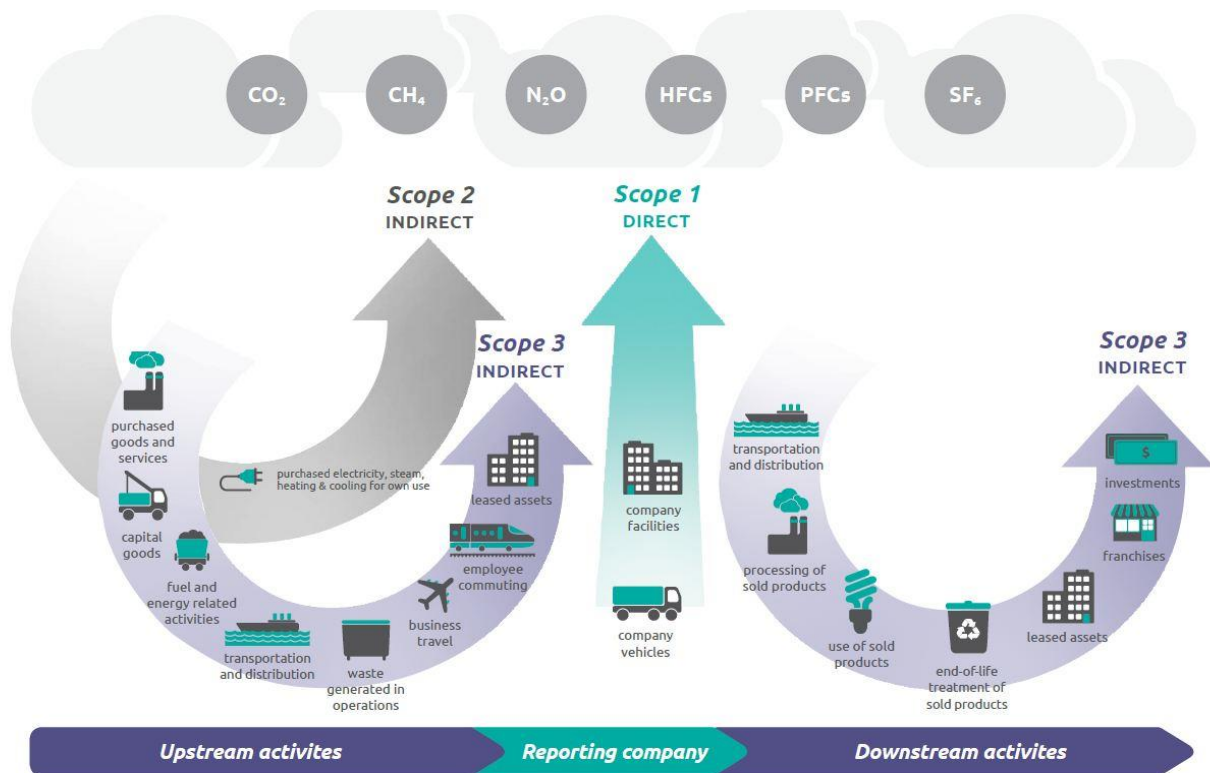 CO₂
CH₄
N₂O
HFCs
PFCs
SF₆
Scope 2
INDIRECT
Scope 1
DIRECT
Scope 3
INDIRECT
Scope 3
INDIRECT
purchased
goods and
services
capital
goods
fuel and
energy related
activities
transportation
and distribution
waste
generated in
operations
business
travel
employee
commuting
leased assets
purchased electricity, steam,
heating & cooling for own use
company
facilities
company
vehicles
transportation
and distribution
processing of
sold products
use of sold
products
end-of-life
treatment of
sold products
leased assets
franchises
$
investments
Upstream activites
Reporting company
Downstream activites